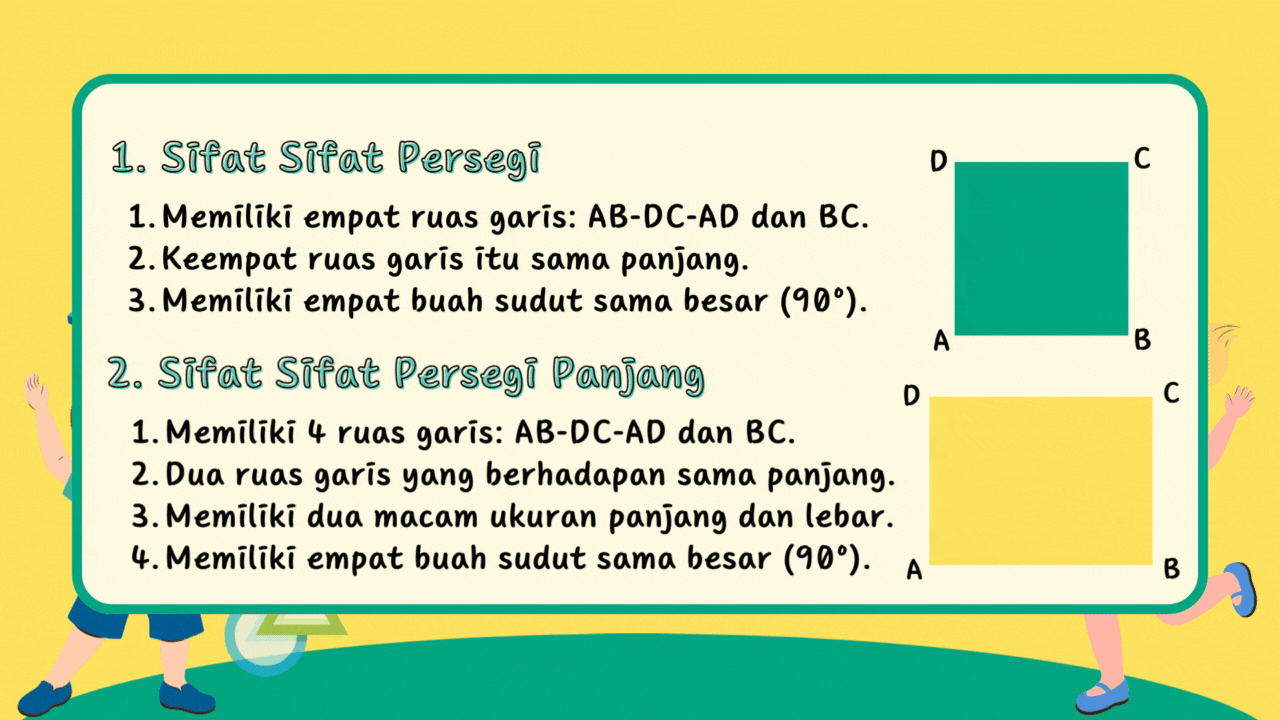 1. Sifat Sifat Persegi
1. Memiliki empat ruas garis: AB-DC-AD dan BC.
2. Keempat ruas garis itu sama panjang.
3. Memiliki empat buah sudut sama besar (90°).
D C
A B
2. Sifat Sifat Persegi Panjang
1. Memiliki 4 ruas garis: AB-DC-AD dan BC.
2. Dua ruas garis yang berhadapan sama panjang.
3. Memiliki dua macam ukuran panjang dan lebar.
4. Memiliki empat buah sudut sama besar (90°).
D C
A B